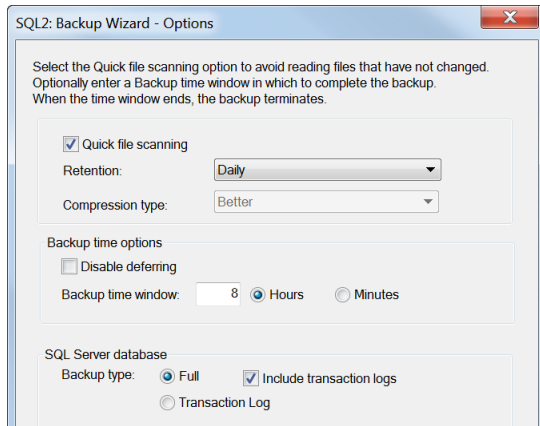 SQL2: Backup Wizard - Options
Select the Quick file scanning option to avoid reading files that have not changed.
Optionally enter a Backup time window in which to complete the backup.
When the time window ends, the backup terminates.
Quick file scanning
Retention: Daily
Compression type: Better
Backup time options
Disable deferring
Backup time window: 8 Hours Minutes
SQL Server database
Backup type: Full Include transaction logs
Transaction Log